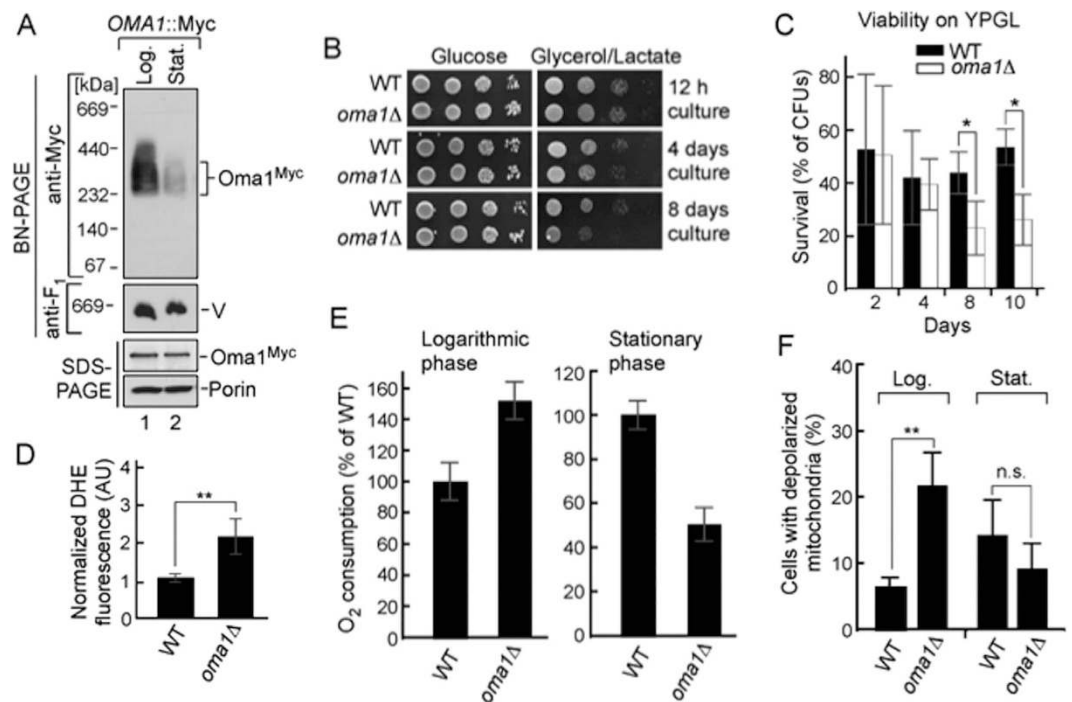 A
OMA1::Myc
Log.
Stat.
[kDa]
669-
440-
232-
140-
67-
BN-PAGE
anti-Myc
Oma1Myc
anti-F1
669-
-V
SDS-
PAGE
-Oma1Myc
-Porin
1 2
B
Glucose Glycerol/Lactate
WT
oma1Δ
12 h
culture
WT
oma1Δ
4 days
culture
WT
oma1Δ
8 days
culture
C
Viability on YPGL
WT
oma1Δ
Survival (% of CFUs)
100
80
60
40
20
0
*
*
2 4 8 10
Days
D
Normalized DHE
fluorescence (AU)
4
3
2
1
0
**
WT
oma1Δ
E
Logarithmic
phase
Stationary
phase
O2 consumption (% of WT)
160
140
120
100
80
60
40
20
0
WT
oma1Δ
120
100
80
60
40
20
0
WT
oma1Δ
F
Log.
Stat.
Cells with depolarized
mitochondria (%)
40
30
20
10
0
**
n.s.
WT
oma1Δ
WT
oma1Δ